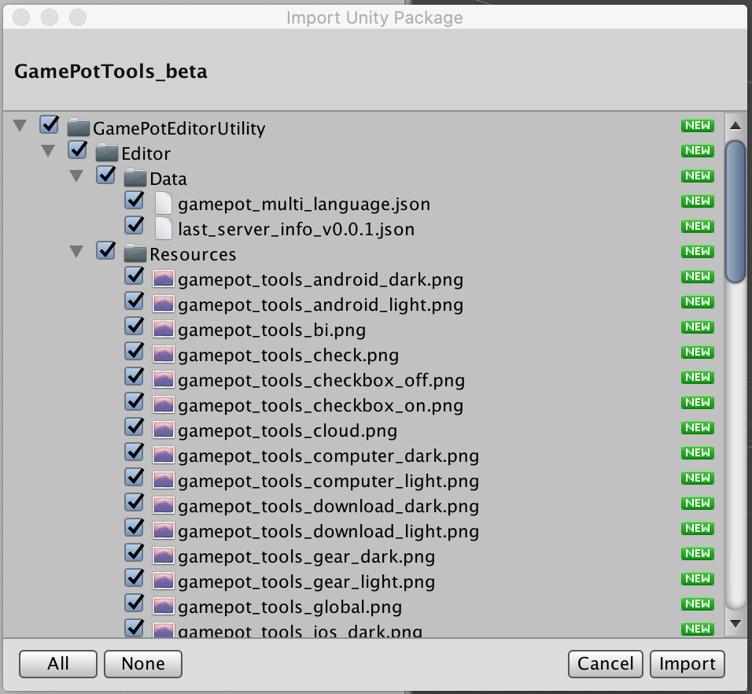 Import Unity Package
GamePotTools_beta
GamePotEditorUtility NEW
Editor NEW
Data NEW
gamepot_multi_language.json NEW
last_server_info_v0.0.1.json NEW
Resources NEW
gamepot_tools_android_dark.png NEW
gamepot_tools_android_light.png NEW
gamepot_tools_bi.png NEW
gamepot_tools_check.png NEW
gamepot_tools_checkbox_off.png NEW
gamepot_tools_checkbox_on.png NEW
gamepot_tools_cloud.png NEW
gamepot_tools_computer_dark.png NEW
gamepot_tools_computer_light.png NEW
gamepot_tools_download_dark.png NEW
gamepot_tools_download_light.png NEW
gamepot_tools_gear_dark.png NEW
gamepot_tools_gear_light.png NEW
gamepot_tools_global.png NEW
gamepot_tools_ios_dark.png NEW
All None Cancel Import